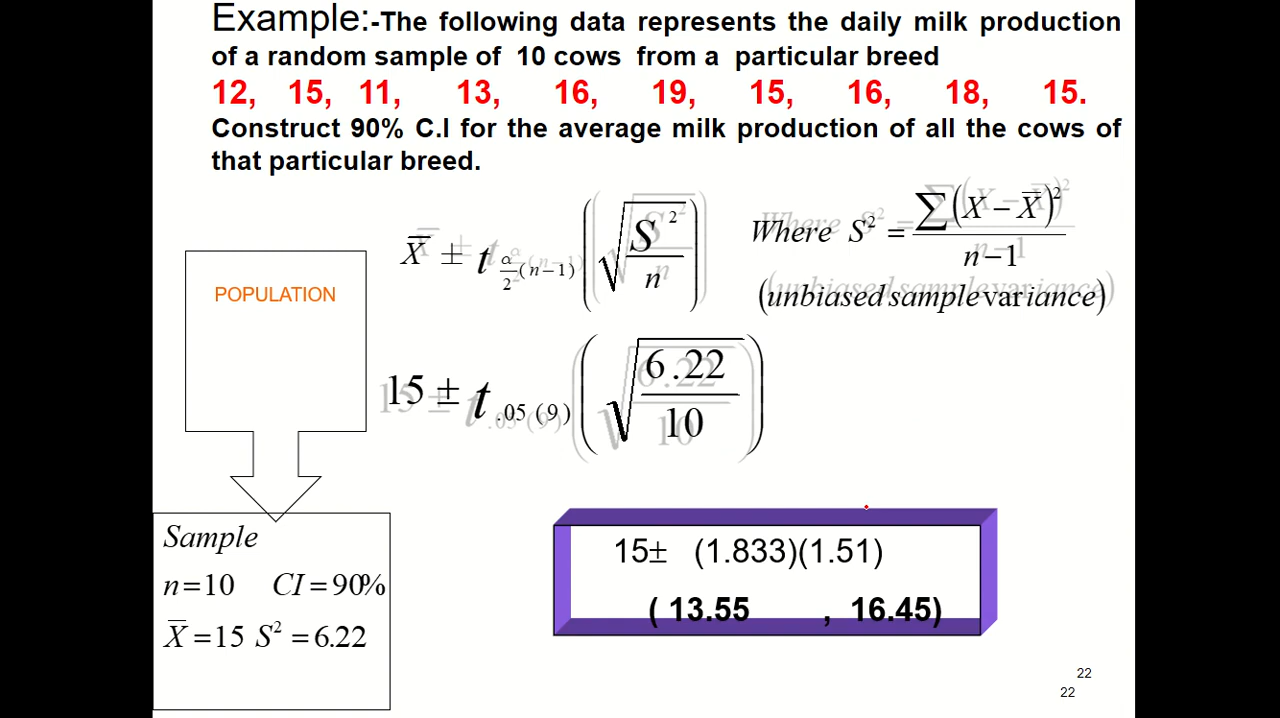 Example:-The following data represents the daily milk production
of a random sample of 10 cows from a particular breed
12, 15, 11, 13, 16, 19, 15, 16, 18, 15.
Construct 90% C.I for the average milk production of all the cows of
that particular breed.
X̄ ± t α/2 (n−1) (√(S²/n))
Where S² = ∑(X − X̄)² / n−1
(unbiased sample variance)
POPULATION
15 ± t .05 (9) (√(6.22/10))
Sample
n=10 CI=90%
X̄=15 S²=6.22
15± (1.833)(1.51)
( 13.55 , 16.45)
22
22